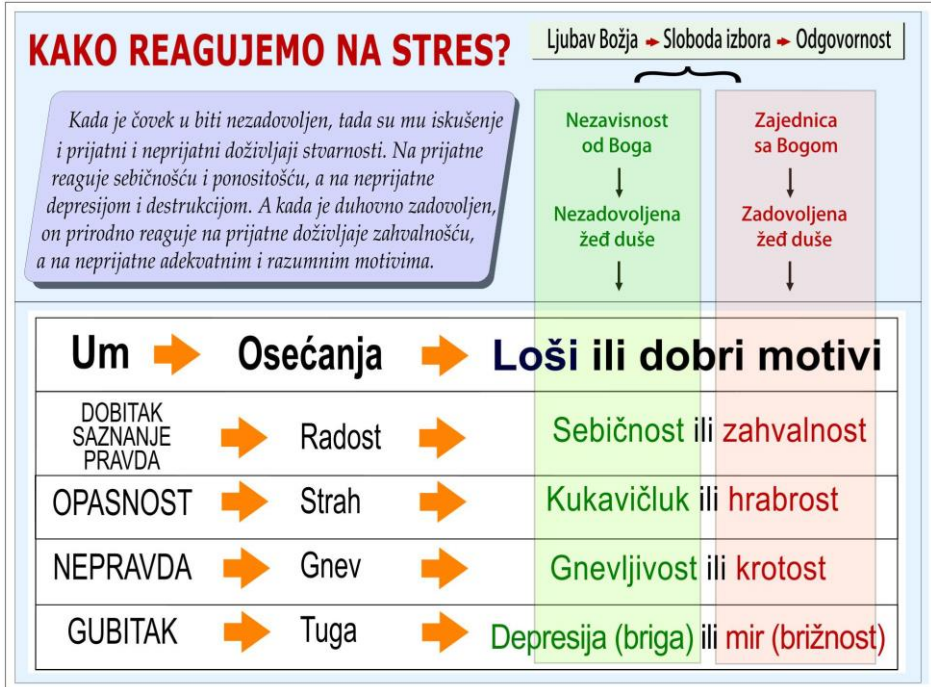 KAKO REAGUJEMO NA STRES?
Ljubav Božja → Sloboda izbora → Odgovornost
Kada je čovek u biti nezadovoljen, tada su mu iskušenje
i prijatni i neprijatni doživljaji stvarnosti. Na prijatne
reaguje sebičnošću i ponositošću, a na neprijatne
depresijom i destrukcijom. A kada je duhovno zadovoljen,
on prirodno reaguje na prijatne doživljaje zahvalnošću,
a na neprijatne adekvatnim i razumnim motivima.
Nezavisnost
od Boga
Nezadovoljena
žeđ duše
Zajednica
sa Bogom
Zadovoljena
žeđ duše
Um → Osećanja → Loši ili dobri motivi
DOBITAK
SAZNANJE
PRAVDA
Radost
Sebičnost ili zahvalnost
OPASNOST → Strah → Kukavičluk ili hrabrost
NEPRAVDA → Gnev → Gnevljivost ili krotost
GUBITAK → Tuga → Depresija (briga) ili mir (brižnost)